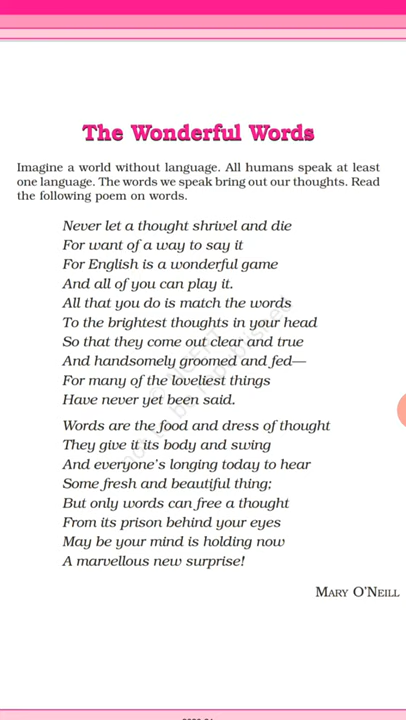 The Wonderful Words
Imagine a world without language. All humans speak at least
one language. The words we speak bring out our thoughts. Read
the following poem on words.
Never let a thought shrivel and die
For want of a way to say it
For English is a wonderful game
And all of you can play it.
All that you do is match the words
To the brightest thoughts in your head
So that they come out clear and true
And handsomely groomed and fed—
For many of the loveliest things
Have never yet been said.
Words are the food and dress of thought
They give it its body and swing
And everyone's longing today to hear
Some fresh and beautiful thing;
But only words can free a thought
From its prison behind your eyes
May be your mind is holding now
A marvellous new surprise!
MARY O'NEILL